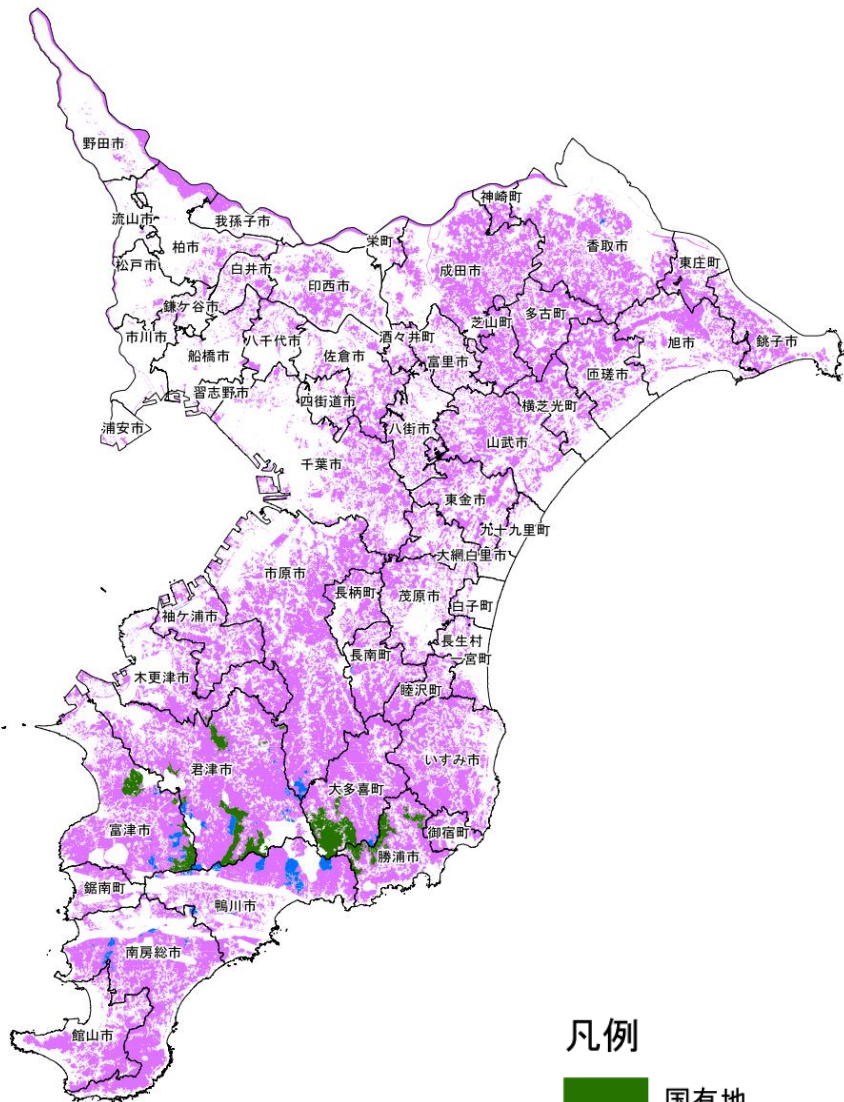 野田市
流山市
我孫子市
柏市
松戸市
白井市
印西市
栄町
神崎町
成田市
香取市
東庄町
鎌ケ谷市
市川市
船橋市
八千代市
佐倉市
酒々井町
富里市
芝山町
多古町
旭市
銚子市
匝瑳市
習志野市
四街道市
浦安市
八街市
横芝光町
山武市
千葉市
東金市
九十九里町
大網白里市
市原市
長柄町
茂原市
白子町
袖ケ浦市
長生村
長南町
宮町
木更津市
睦沢町
いすみ市
君津市
大多喜町
富津市
御宿町
勝浦市
鋸南町
鴨川市
南房総市
館山市
凡例
国有地